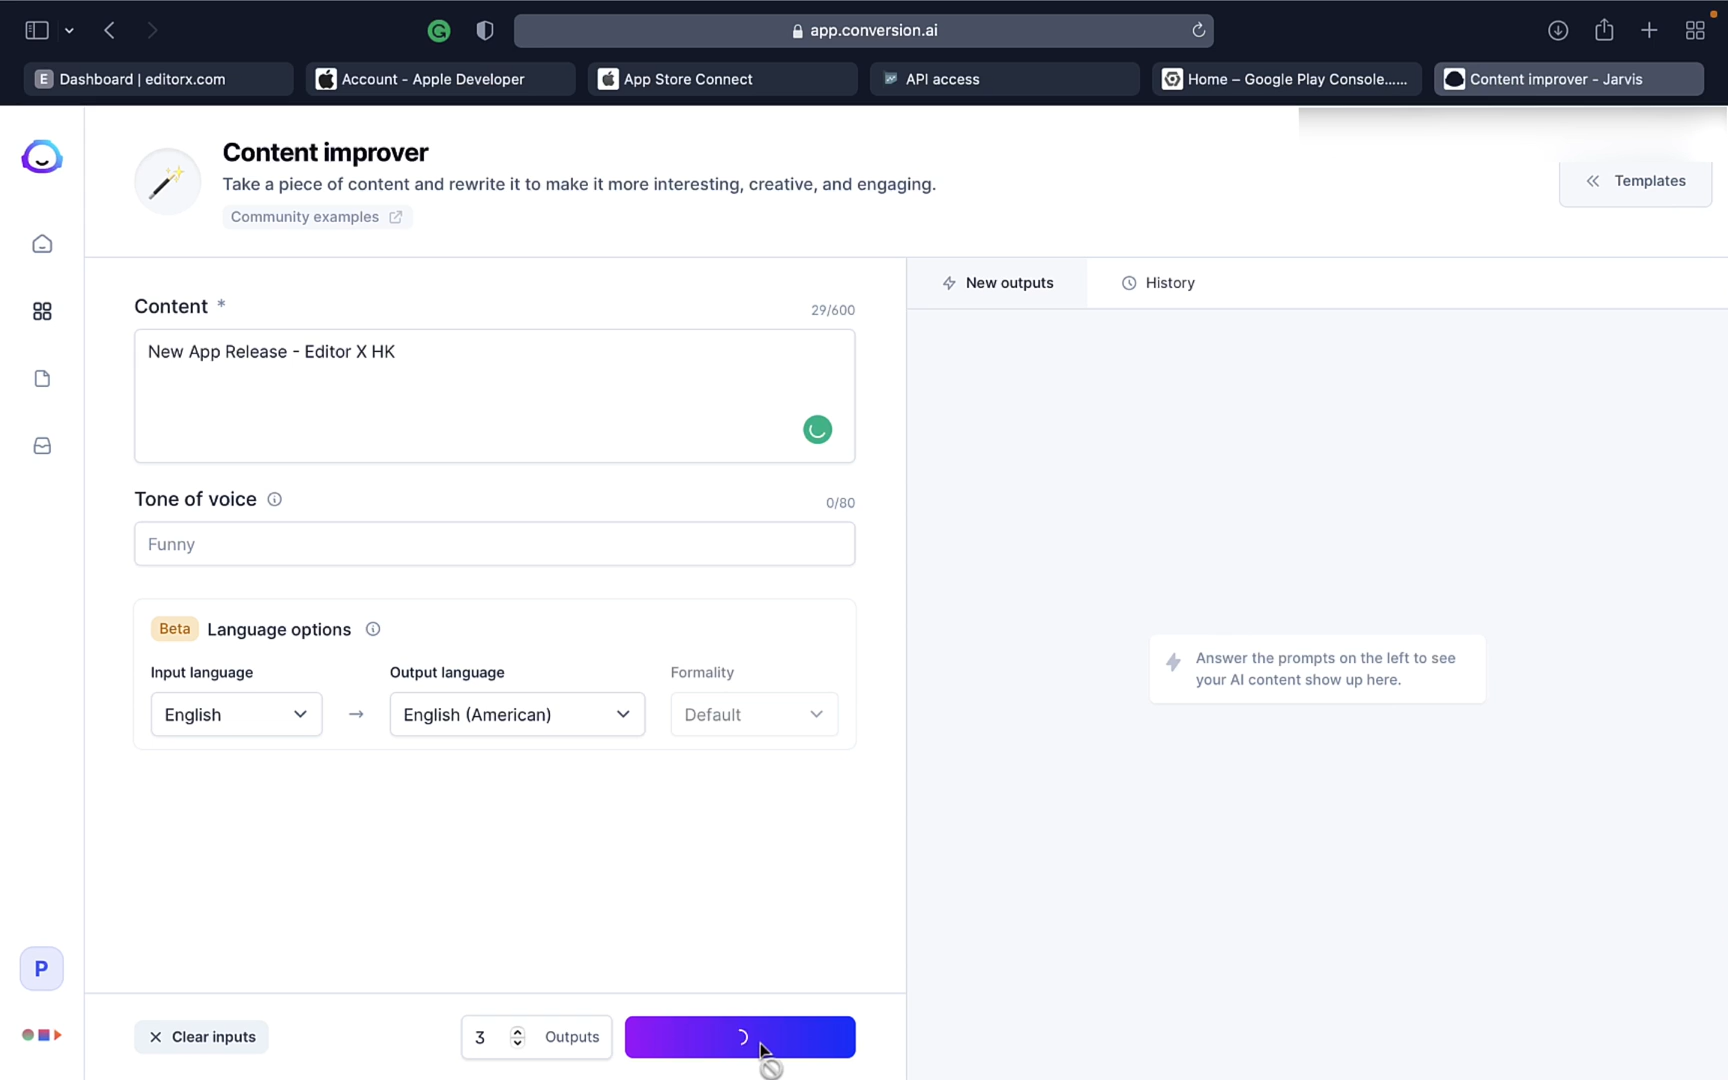 app.conversion.ai
E Dashboard | editorx.com
Account - Apple Developer
App Store Connect
API access
Home – Google Play Console......
Content improver - Jarvis
Content improver
Take a piece of content and rewrite it to make it more interesting, creative, and engaging.
Community examples
Templates
Content *
29/600
New App Release - Editor X HK
Tone of voice
0/80
Funny
Beta Language options
Input language
Output language
Formality
English
English (American)
Default
New outputs
History
Answer the prompts on the left to see
your AI content show up here.
P
Clear inputs
3
Outputs